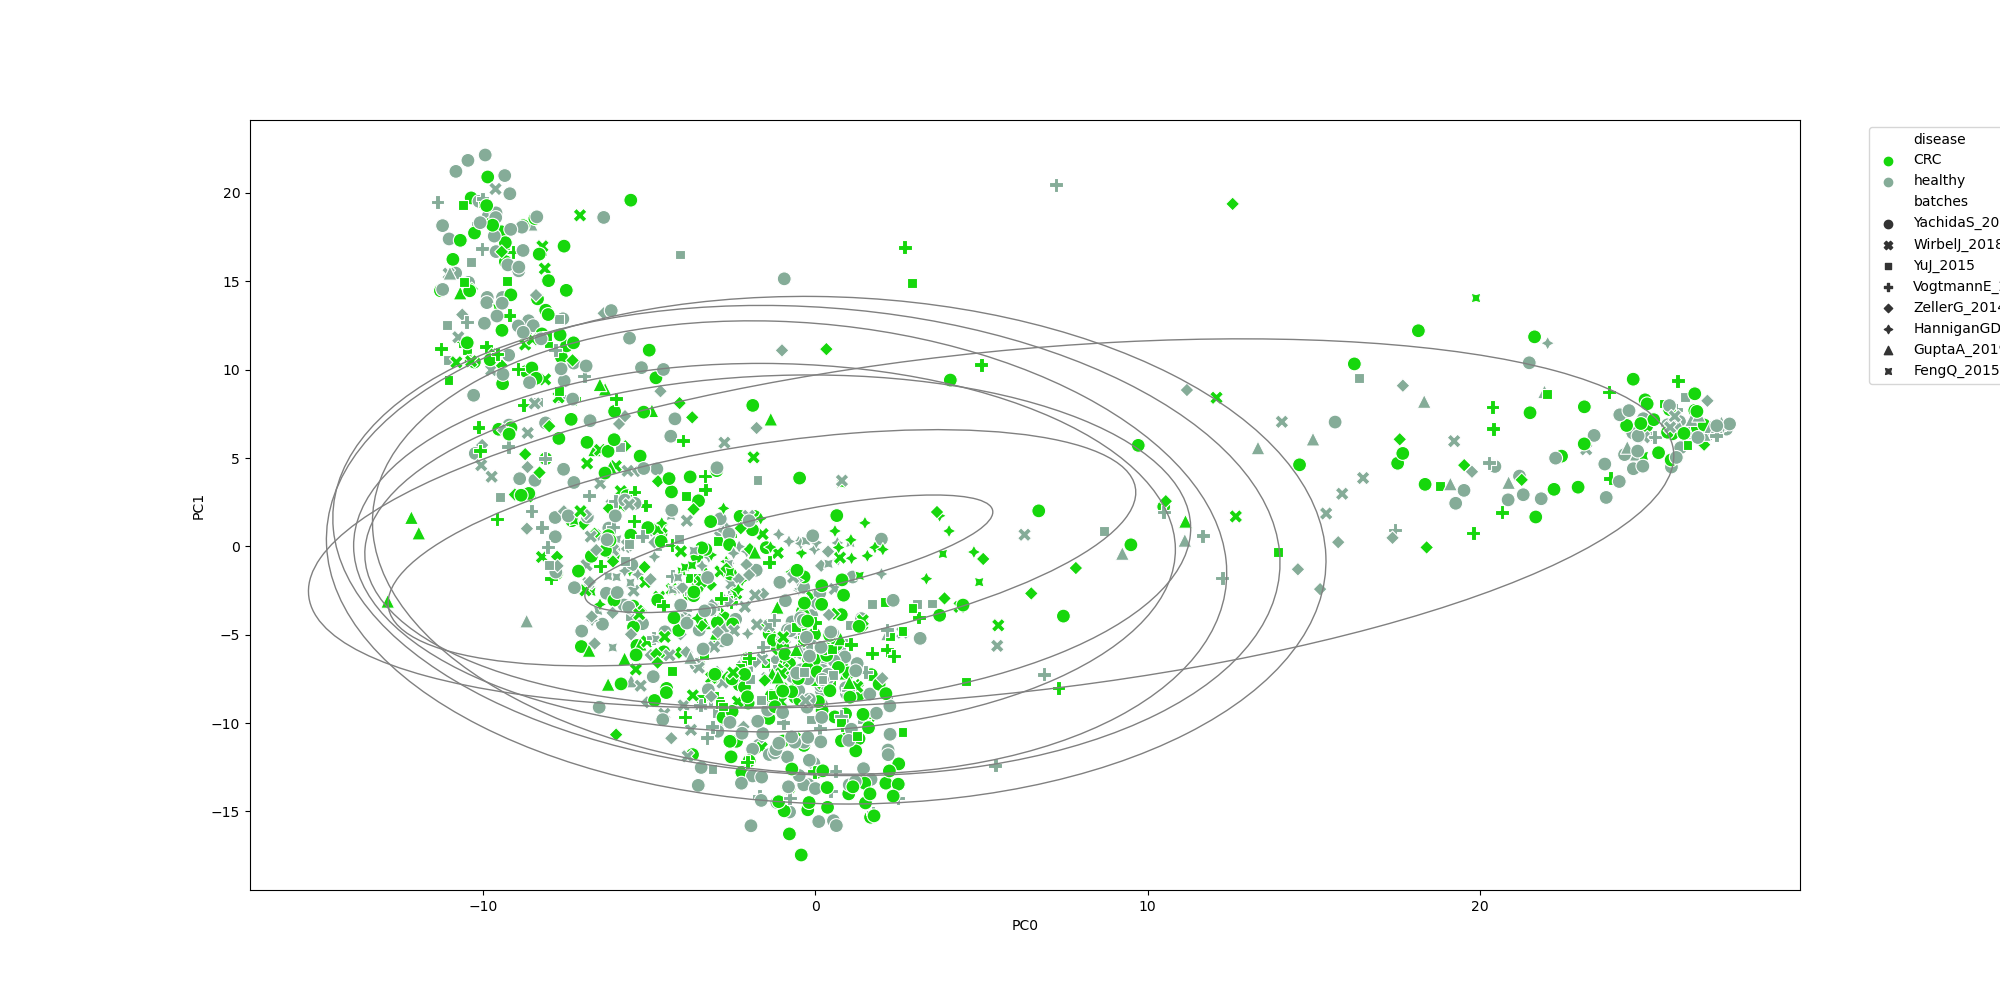 disease
CRC
healthy
batches
YachidaS_20
WirbelJ_2018
YuJ_2015
VogtmannE_
ZellerG_2014
HanniganGD
GuptaA_201
FengQ_2015
20
15
10
5
0
−5
−10
−15
PC1
−10 0 10 20
PC0